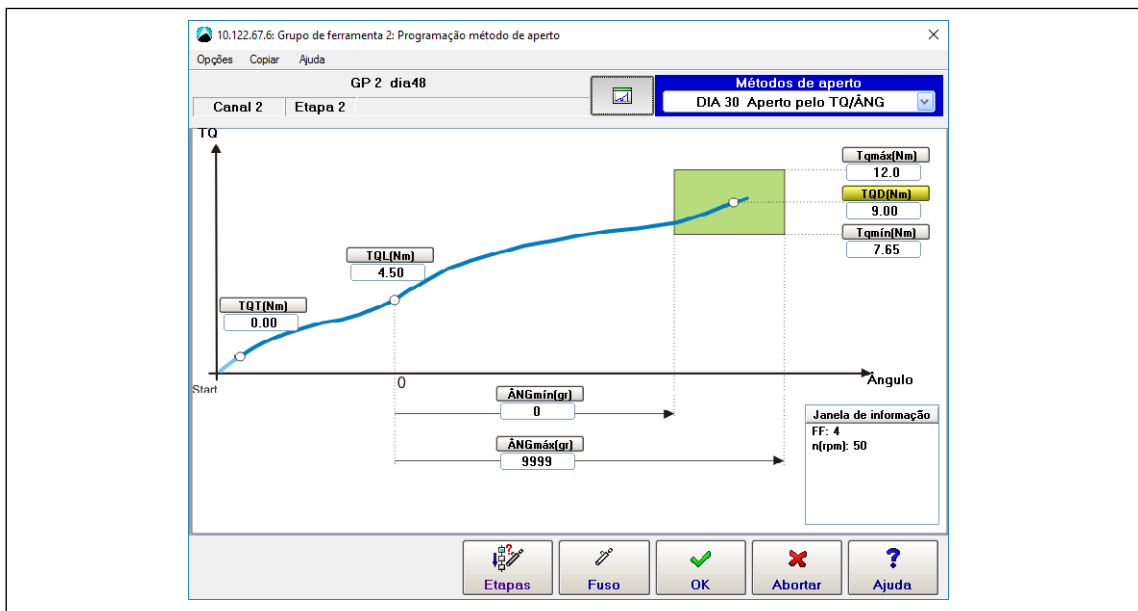 10.122.67.6: Grupo de ferramenta 2: Programação método de aperto
Opções Copiar Ajuda
GP 2 dia48
Canal 2 Etapa 2
Métodos de aperto
DIA 30 Aperto pelo TQ/ÂNG
TQ
Tqmáx(Nm)
12.0
TQD(Nm)
9.00
Tqmín(Nm)
7.65
TQL(Nm)
4.50
TQT(Nm)
0.00
Start
0
Ângulo
ÂNGmín(gr)
0
ÂNGmáx(gr)
9999
Janela de informação
FF: 4
n(rpm): 50
Etapas Fuso OK Abortar Ajuda